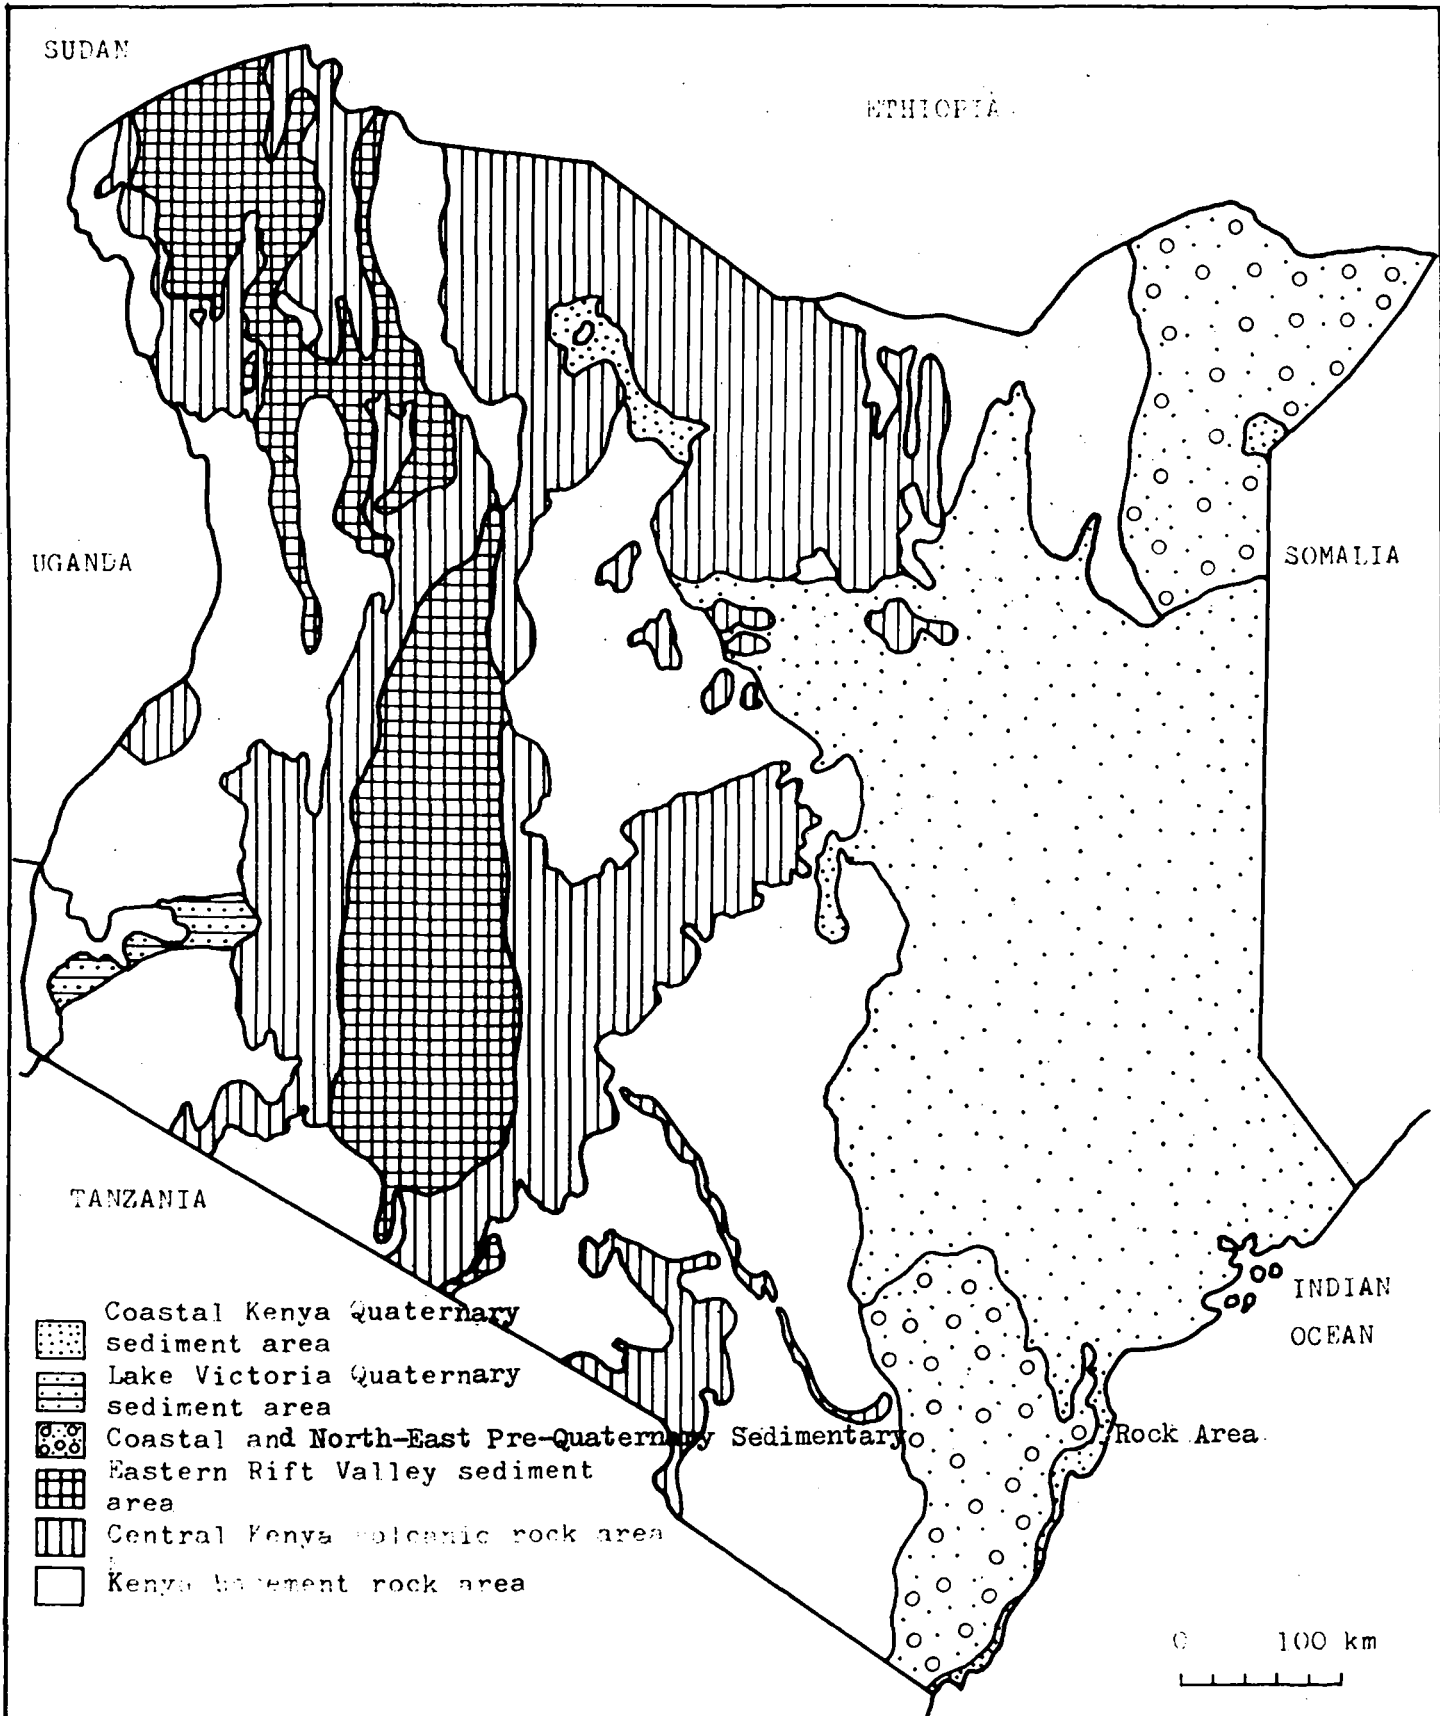 SUDAN
ETHIOPIA
UGANDA
SOMALIA
TANZANIA
INDIAN
OCEAN
Coastal Kenya Quaternary
sediment area
Lake Victoria Quaternary
sediment area
Coastal and North-East Pre-Quaternary Sedimentary Rock Area
Eastern Rift Valley sediment
area
Central Kenya volcanic rock area
Kenya basement rock area
0 100 km